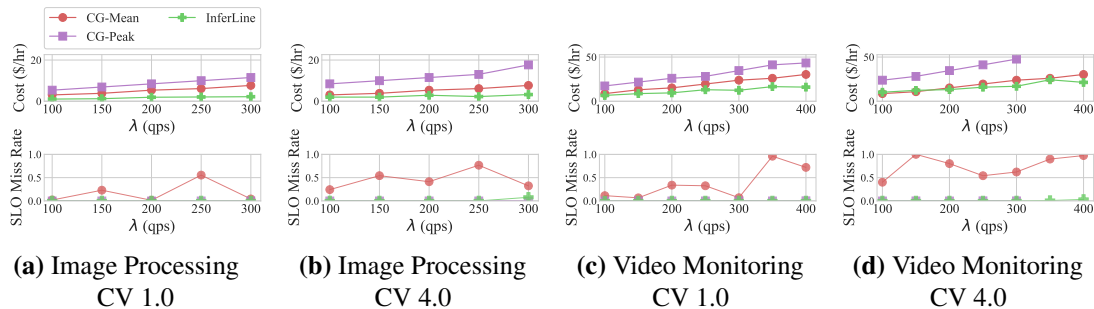 CG-Mean
InferLine
CG-Peak
Cost ($/hr)
20
0
100 150 200 250 300
λ (qps)
SLO Miss Rate
1.0
0.5
0.0
100 150 200 250 300
λ (qps)
(a) Image Processing
CV 1.0
Cost ($/hr)
20
0
100 150 200 250 300
λ (qps)
SLO Miss Rate
1.0
0.5
0.0
100 150 200 250 300
λ (qps)
(b) Image Processing
CV 4.0
Cost ($/hr)
50
0
100 200 300 400
λ (qps)
SLO Miss Rate
1.0
0.5
0.0
100 200 300 400
λ (qps)
(c) Video Monitoring
CV 1.0
Cost ($/hr)
50
0
100 200 300 400
λ (qps)
SLO Miss Rate
1.0
0.5
0.0
100 200 300 400
λ (qps)
(d) Video Monitoring
CV 4.0